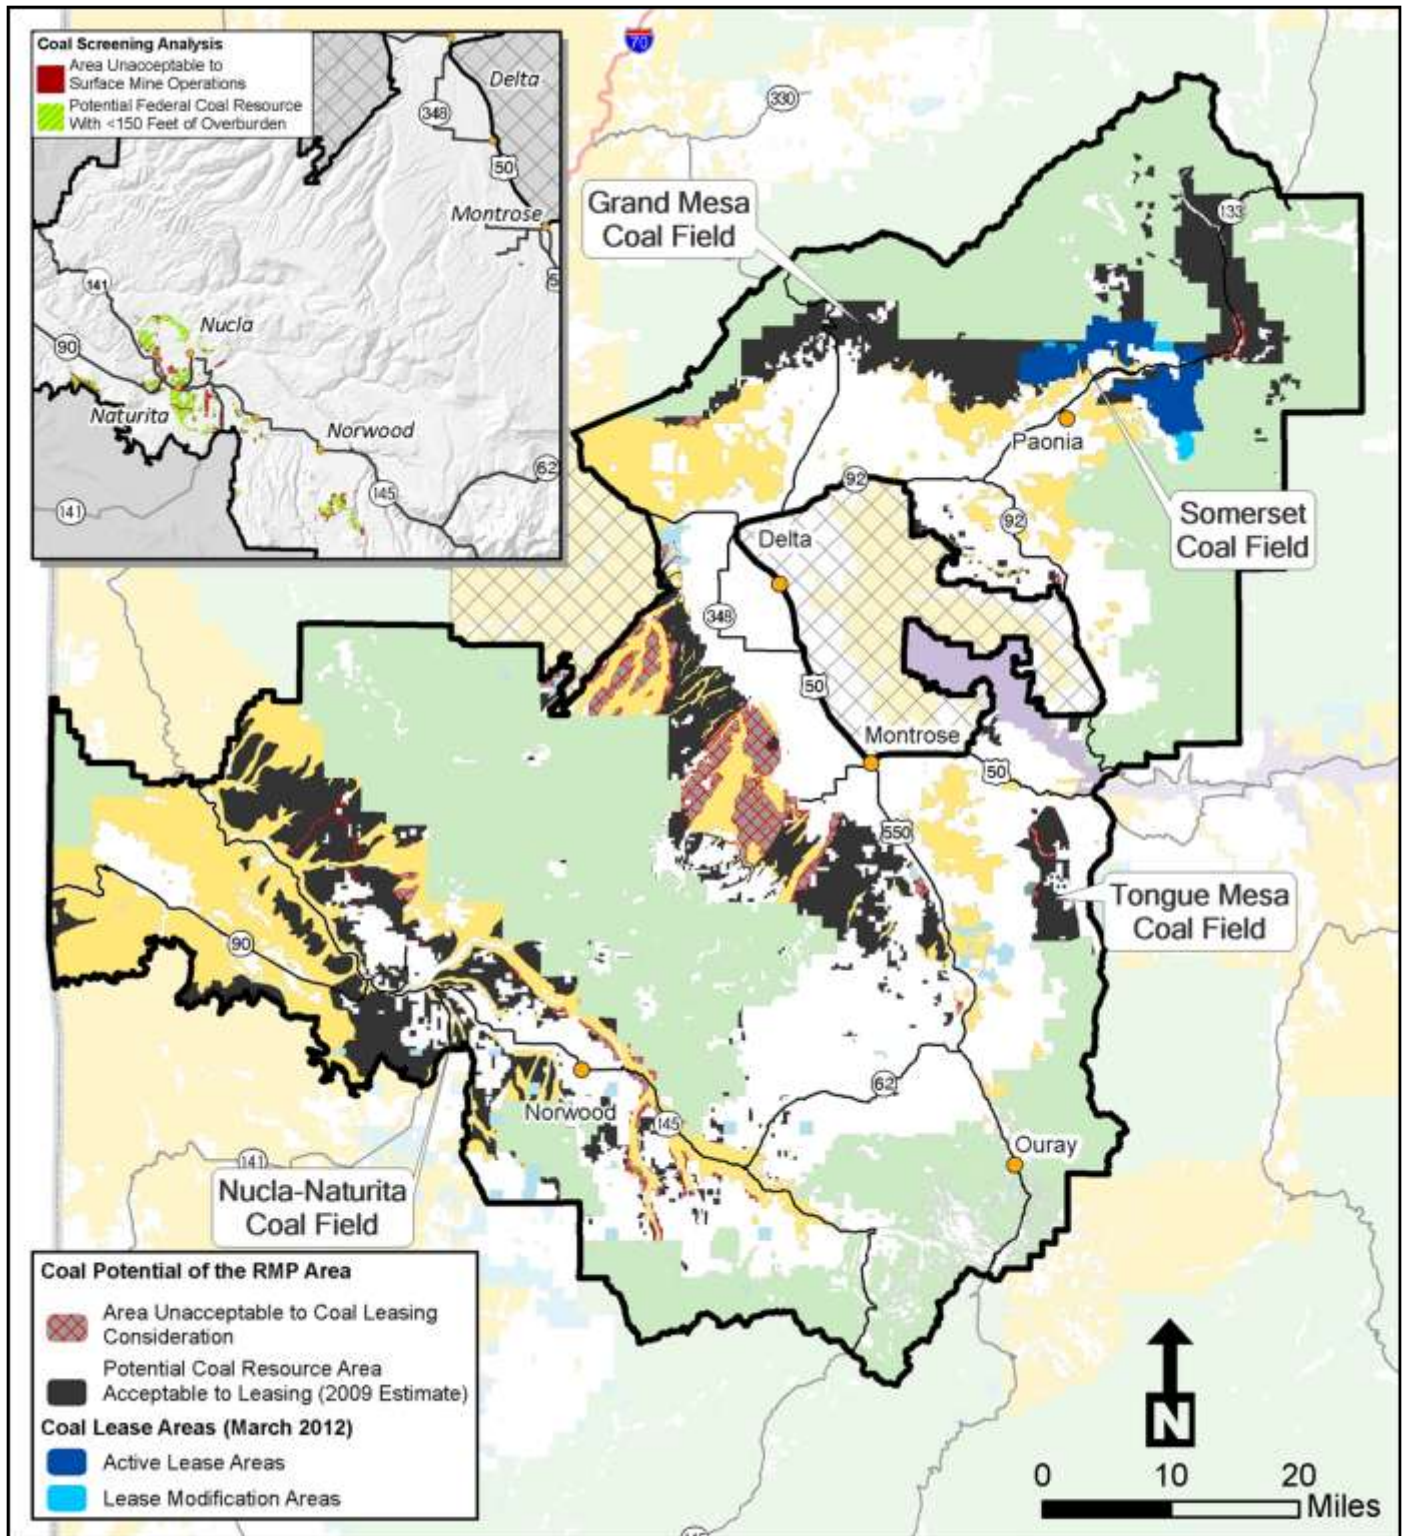 Coal Screening Analysis
Area Unacceptable to
Surface Mine Operations
Potential Federal Coal Resource
With <150 Feet of Overburden
Delta
348
50
Montrose
141
Nucla
90
Naturita
Norwood
62
145
141
70
330
Grand Mesa
Coal Field
133
Paonia
92
92
Somerset
Coal Field
Delta
348
50
Montrose
50
550
Tongue Mesa
Coal Field
90
62
Norwood
145
Ouray
141
Nucla-Naturita
Coal Field
Coal Potential of the RMP Area
Area Unacceptable to Coal Leasing
Consideration
Potential Coal Resource Area
Acceptable to Leasing (2009 Estimate)
Coal Lease Areas (March 2012)
Active Lease Areas
Lease Modification Areas
N
0 10 20
Miles